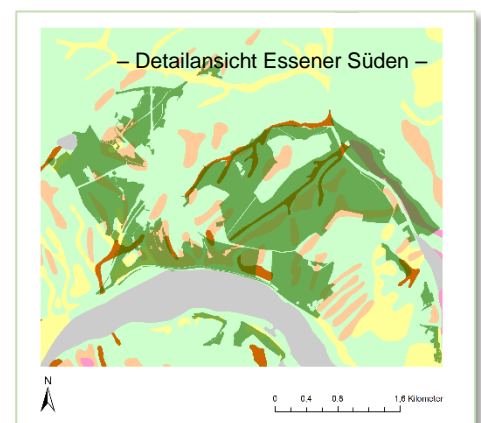 – Detailansicht Essener Süden –
N
0 0.4 0.8 1.6 Kilometer